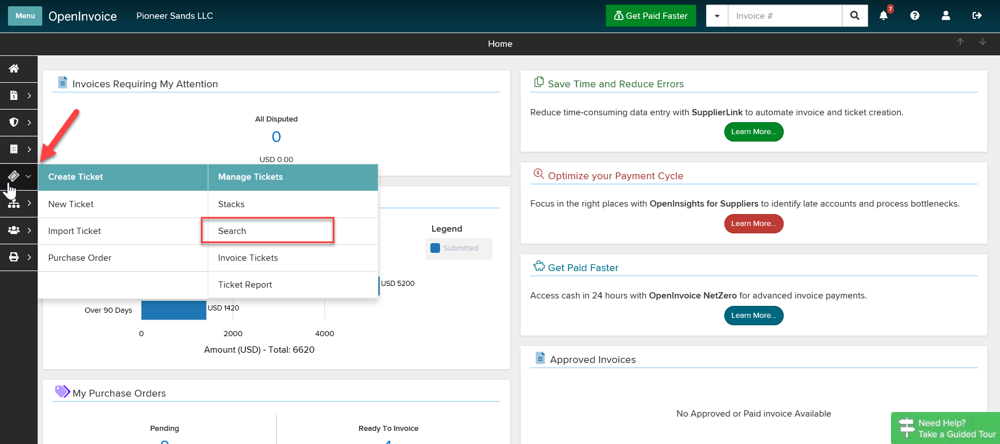 Menu
OpenInvoice
Pioneer Sands LLC
Get Paid Faster
Invoice #
7
Home
Invoices Requiring My Attention
All Disputed
0
USD 0.00
Create Ticket
Manage Tickets
New Ticket
Stacks
Import Ticket
Search
Purchase Order
Invoice Tickets
Ticket Report
Legend
Submitted
USD 5200
Over 90 Days
USD 1420
0
2000
4000
Amount (USD) - Total: 6620
My Purchase Orders
Pending
Ready To Invoice
Save Time and Reduce Errors
Reduce time-consuming data entry with SupplierLink to automate invoice and ticket creation.
Learn More...
Optimize your Payment Cycle
Focus in the right places with OpenInsights for Suppliers to identify late accounts and process bottlenecks.
Learn More...
Get Paid Faster
Access cash in 24 hours with OpenInvoice NetZero for advanced invoice payments.
Learn More...
Approved Invoices
No Approved or Paid invoice Available
Need Help?
Take a Guided Tour